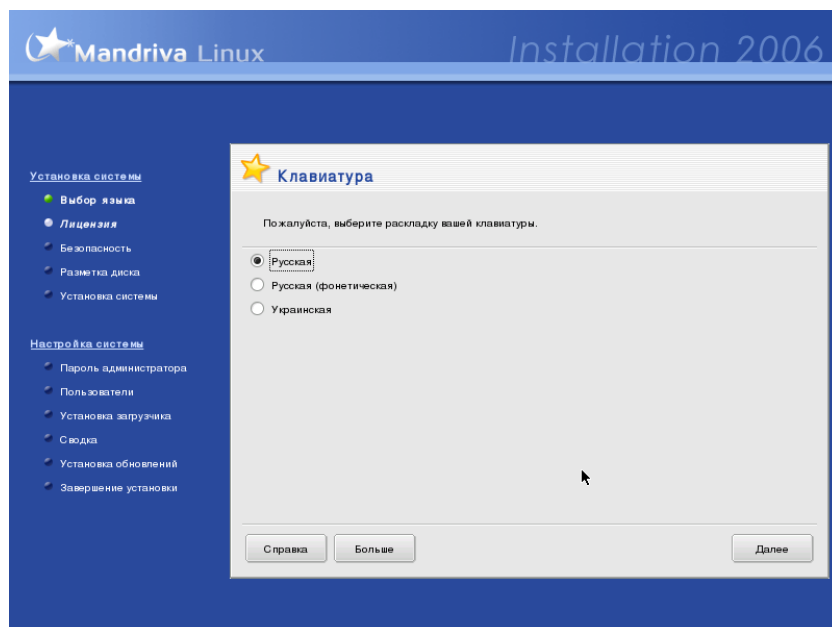 Mandriva Linux
Installation 2006
Установка системы
Выбор языка
Лицензия
Безопасность
Разметка диска
Установка системы
Настройка системы
Пароль администратора
Пользователи
Установка загрузчика
Сводка
Установка обновлений
Завершение установки
Клавиатура
Пожалуйста, выберите раскладку вашей клавиатуры.
Русская
Русская (фонетическая)
Украинская
Справка
Больше
Далее